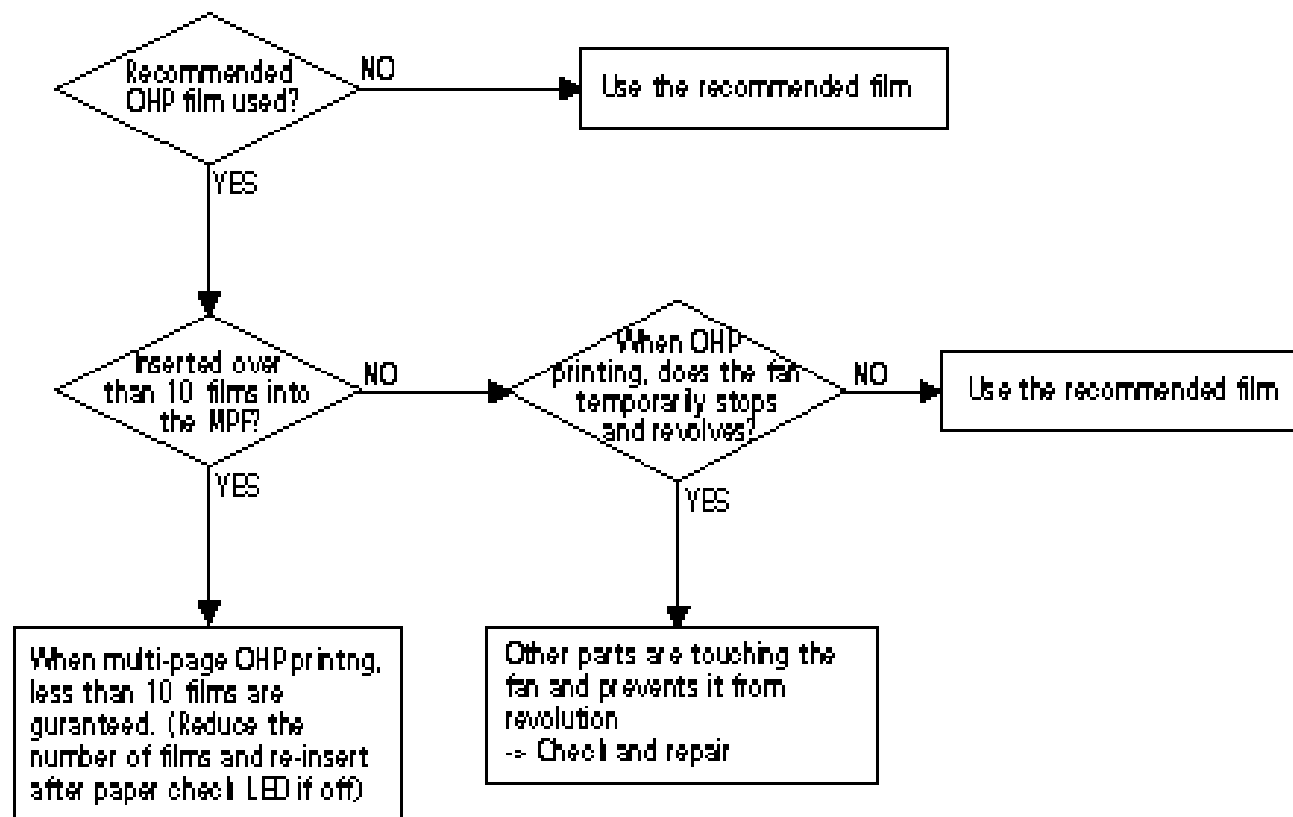 Recommended
OHP film used?
NO
Use the recommended film
YES
Inserted over
than 10 films into
the MPF?
NO
When OHP
printing, does the fan
temporarily stops
and revolves?
NO
Use the recommended film
YES
YES
When multi-page OHP printng,
less than 10 films are
guranteed. (Reduce the
number of films and re-insert
after paper check LED if off)
Other parts are touching the
fan and prevents it from
revolution
-> Check and repair